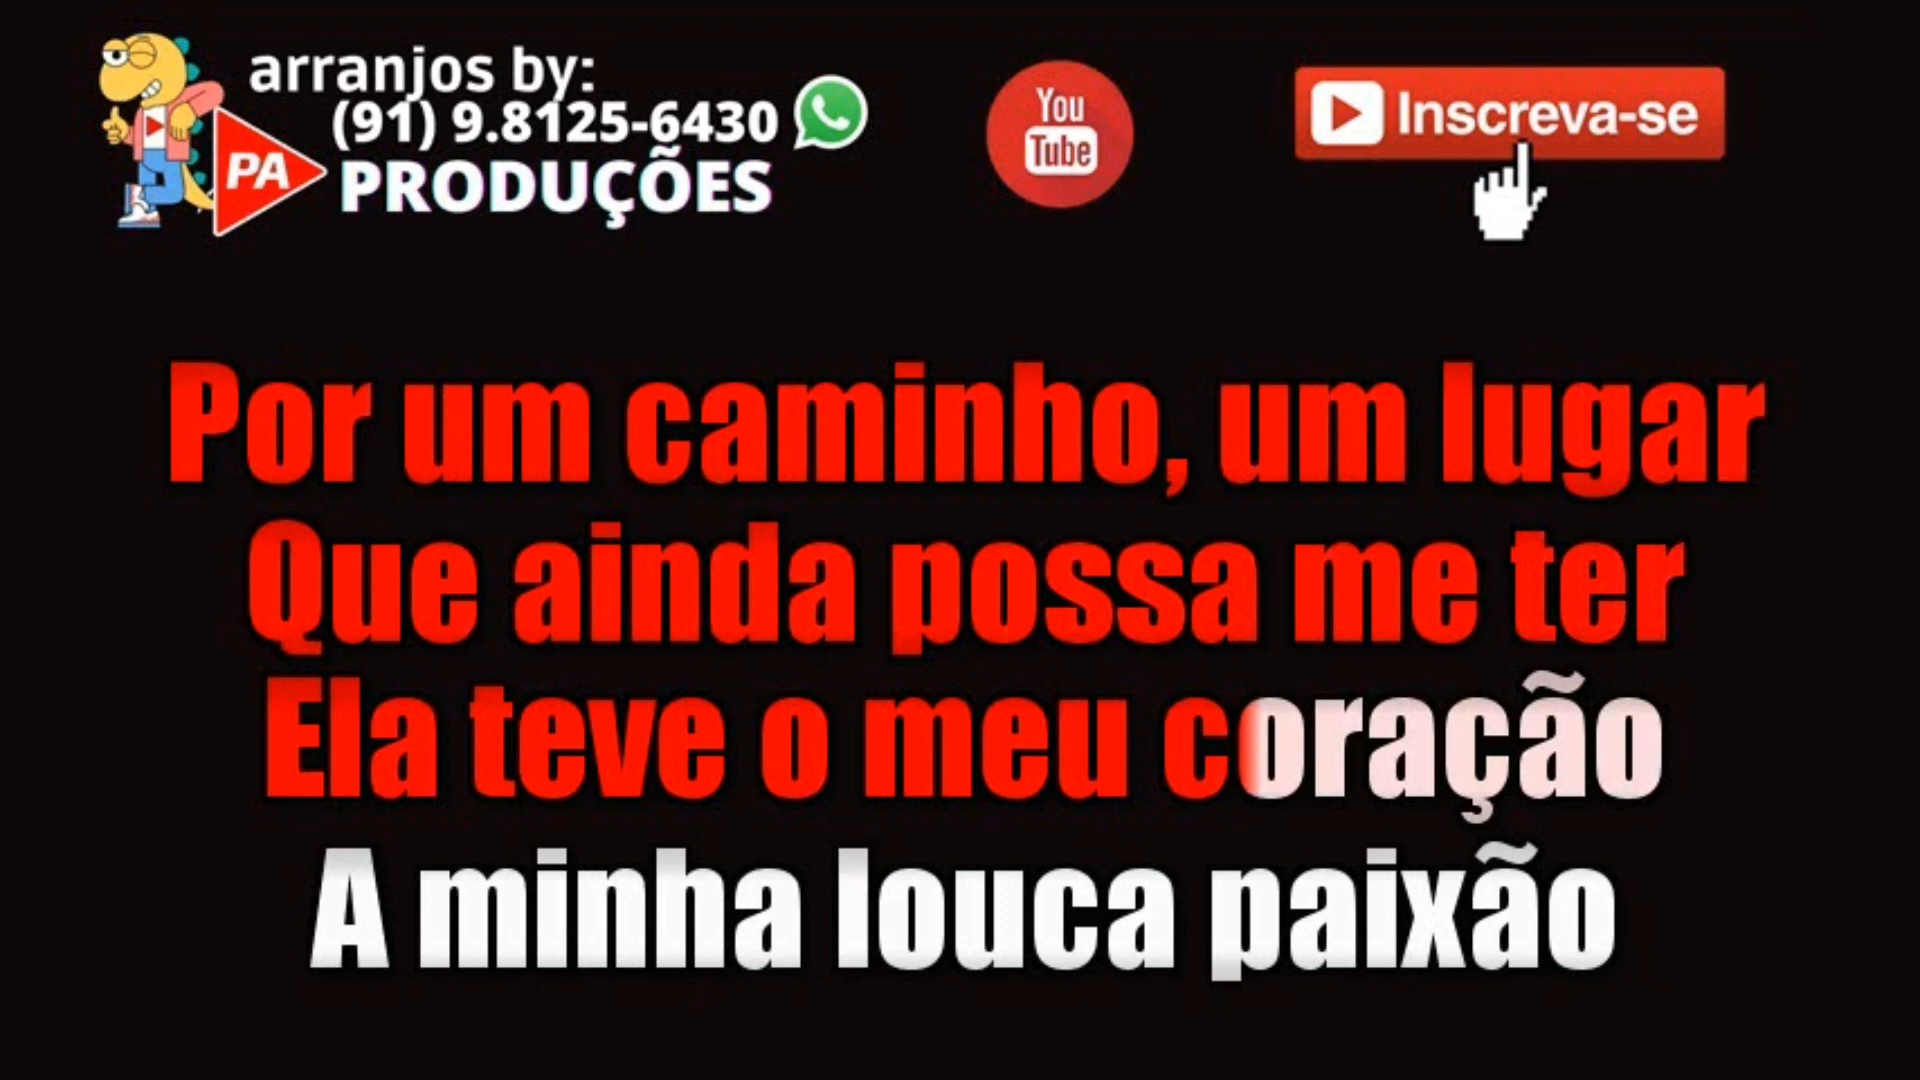 arranjos by:
(91) 9.8125-6430
PA
PRODUÇÕES
You
Tube
Inscreva-se
Por um caminho, um lugar
Que ainda possa me ter
Ela teve o meu coração
A minha louca paixão